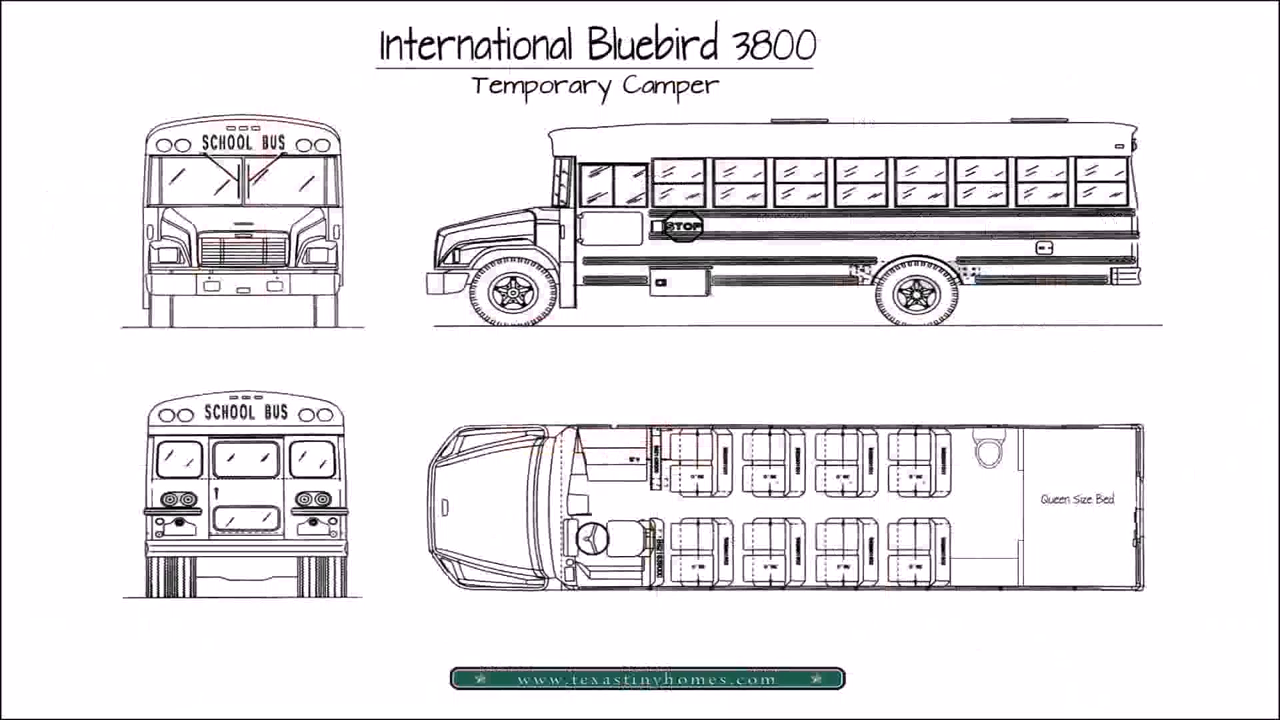 International Bluebird 3800
Temporary Camper
SCHOOL BUS
STOP
SCHOOL BUS
Queen Size Bed
www.texastinyhomes.com